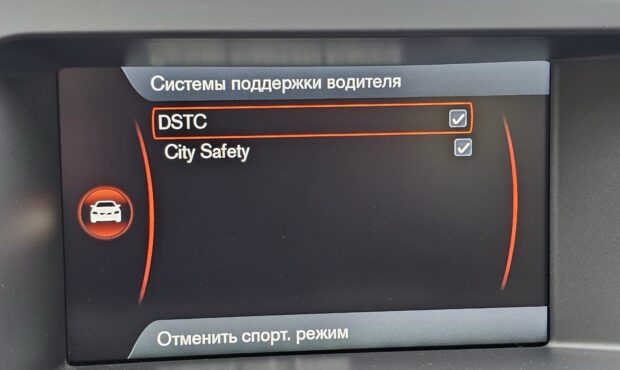 Системы поддержки водителя
DSTC
City Safety
Отменить спорт. режим